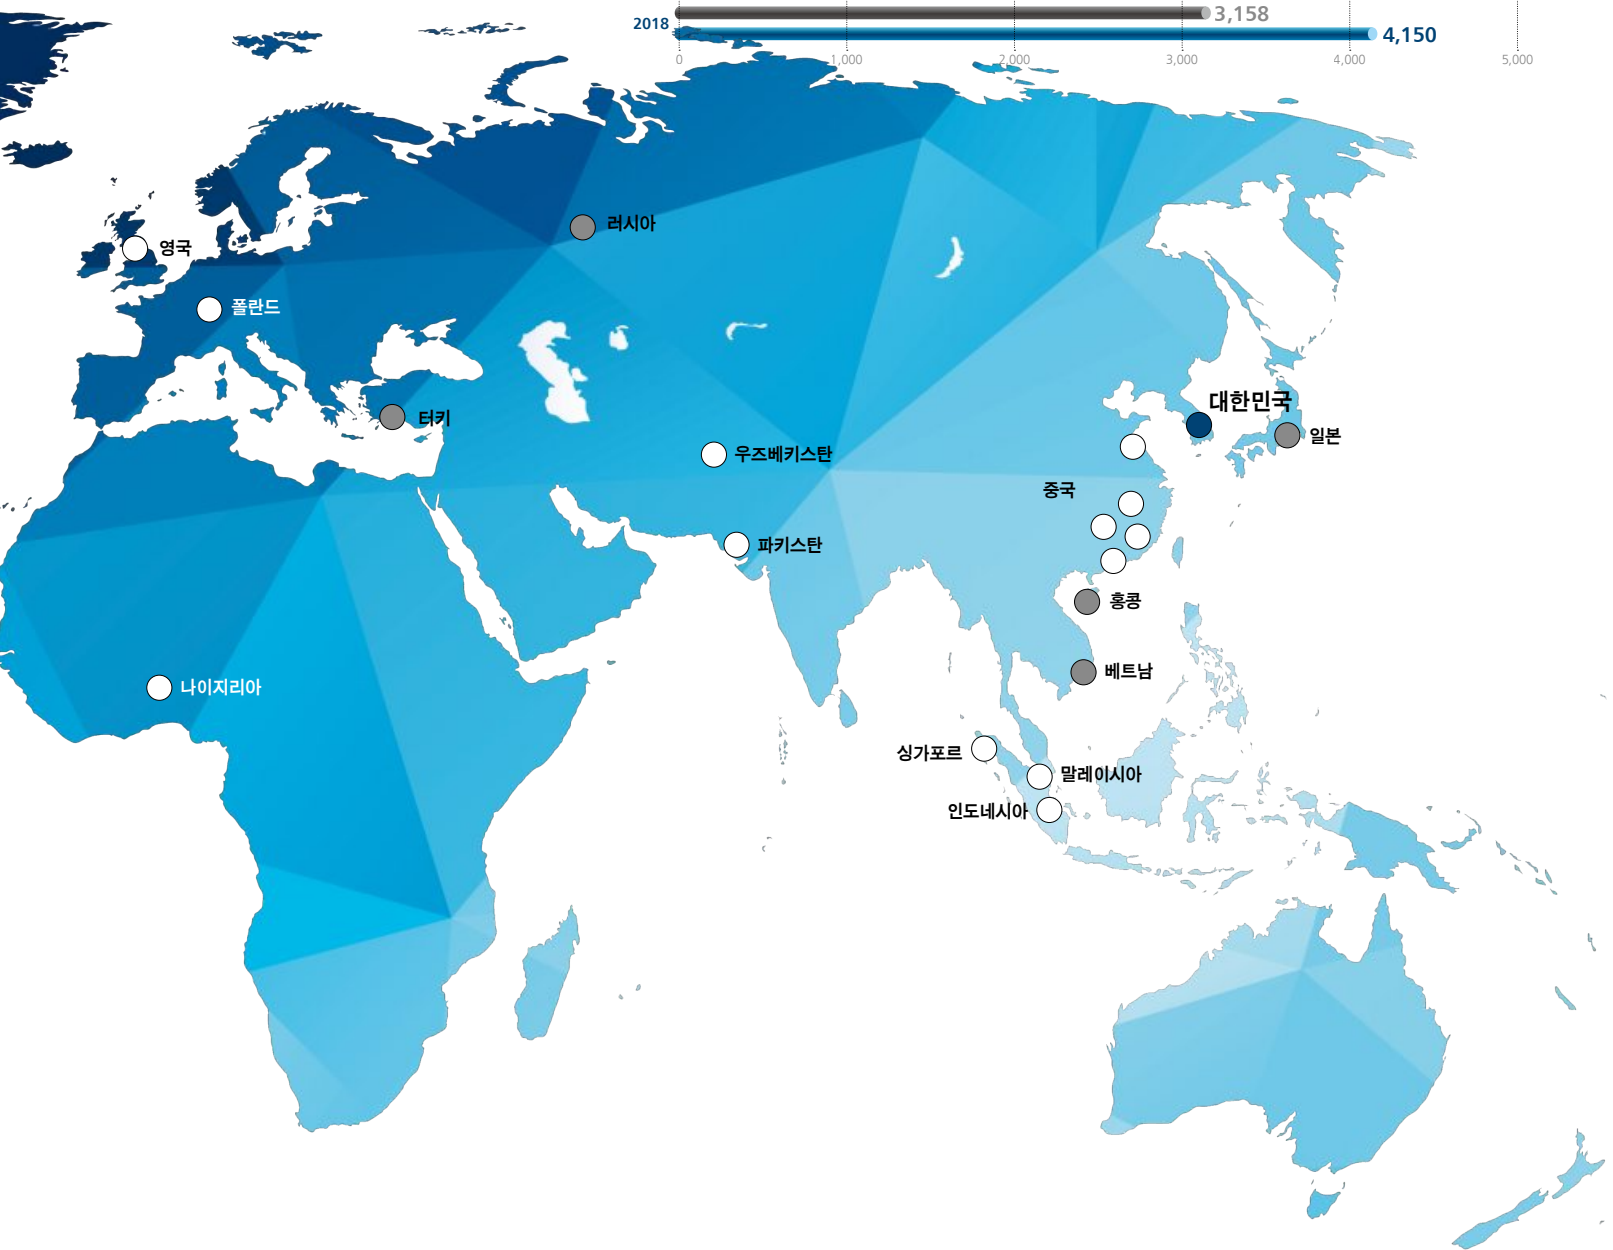 3,158
2018
4,150
0
1,000
2,000
3,000
4,000
5,000
러시아
영국
폴란드
대한민국
터키
일본
우즈베키스탄
중국
파키스탄
홍콩
베트남
나이지리아
싱가포르
말레이시아
인도네시아